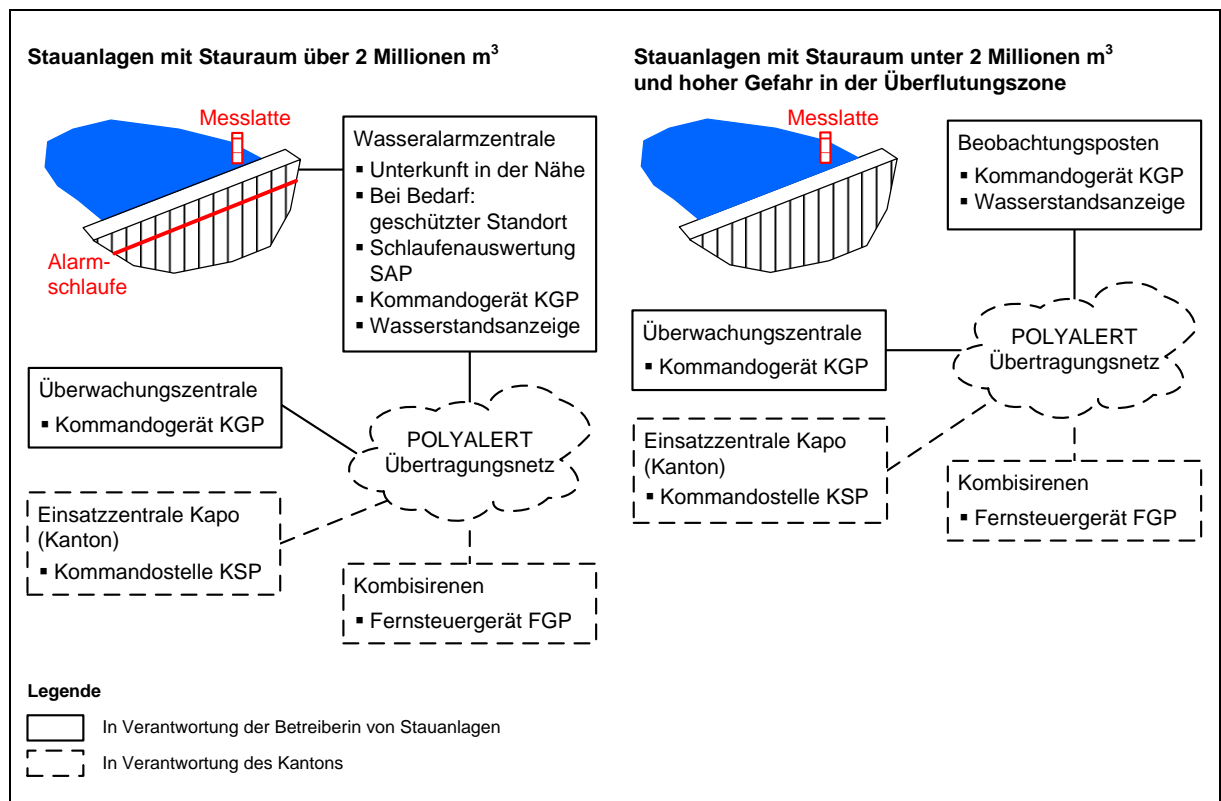 Stauanlagen mit Stauraum über 2 Millionen m³
Messlatte
Wasseralarmzentrale
▪ Unterkunft in der Nähe
▪ Bei Bedarf:
geschützter Standort
▪ Schlaufenauswertung
SAP
▪ Kommandogerät KGP
▪ Wasserstandsanzeige
Alarm-
schlaufe
Überwachungszentrale
▪ Kommandogerät KGP
POLYALERT
Übertragungsnetz
Einsatzzentrale Kapo
(Kanton)
▪ Kommandostelle KSP
Kombisirenen
▪ Fernsteuergerät FGP
Stauanlagen mit Stauraum unter 2 Millionen m³
und hoher Gefahr in der Überflutungszone
Messlatte
Beobachtungsposten
▪ Kommandogerät KGP
▪ Wasserstandsanzeige
Überwachungszentrale
▪ Kommandogerät KGP
POLYALERT
Übertragungsnetz
Einsatzzentrale Kapo
(Kanton)
▪ Kommandostelle KSP
Kombisirenen
▪ Fernsteuergerät FGP
Legende
In Verantwortung der Betreiberin von Stauanlagen
In Verantwortung des Kantons